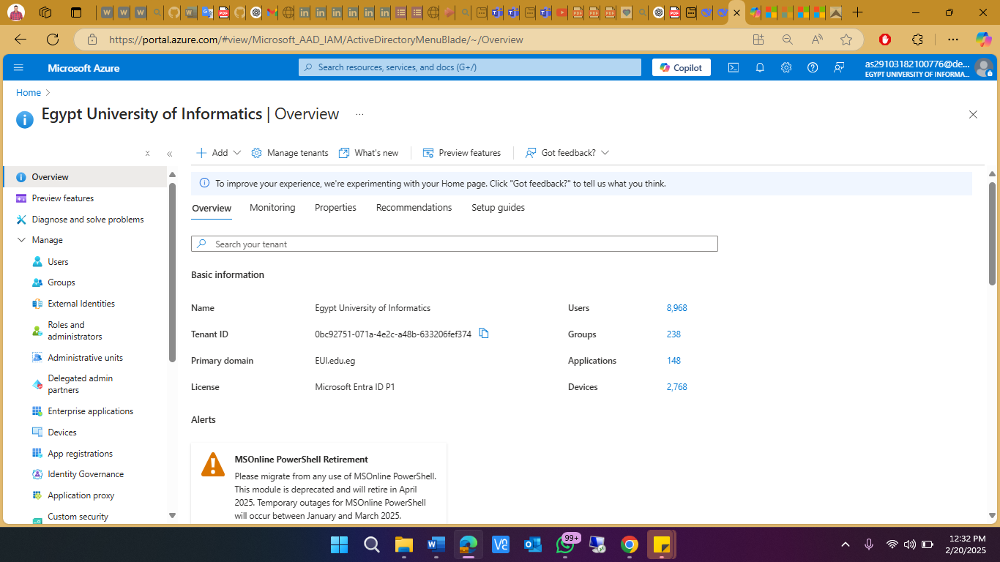 https://portal.azure.com/#view/Microsoft_AAD_IAM/ActiveDirectoryMenuBlade/~/Overview
Microsoft Azure
Search resources, services, and docs (G+/)
Copilot
as29103182100776@de...
EGYPT UNIVERSITY OF INFORMA...
Home
Egypt University of Informatics | Overview
...
Add
Manage tenants
What's new
Preview features
Got feedback?
Overview
Preview features
Diagnose and solve problems
Manage
Users
Groups
External Identities
Roles and
administrators
Administrative units
Delegated admin
partners
Enterprise applications
Devices
App registrations
Identity Governance
Application proxy
Custom security
To improve your experience, we're experimenting with your Home page. Click "Got feedback?" to tell us what you think.
Overview
Monitoring
Properties
Recommendations
Setup guides
Search your tenant
Basic information
Name
Egypt University of Informatics
Users
8,968
Tenant ID
0bc92751-071a-4e2c-a48b-633206fef374
Groups
238
Primary domain
EUI.edu.eg
Applications
148
License
Microsoft Entra ID P1
Devices
2,768
Alerts
MSOnline PowerShell Retirement
Please migrate from any use of MSOnline PowerShell.
This module is deprecated and will retire in April
2025. Temporary outages for MSOnline PowerShell
will occur between January and March 2025.
99+
12:32 PM
2/20/2025